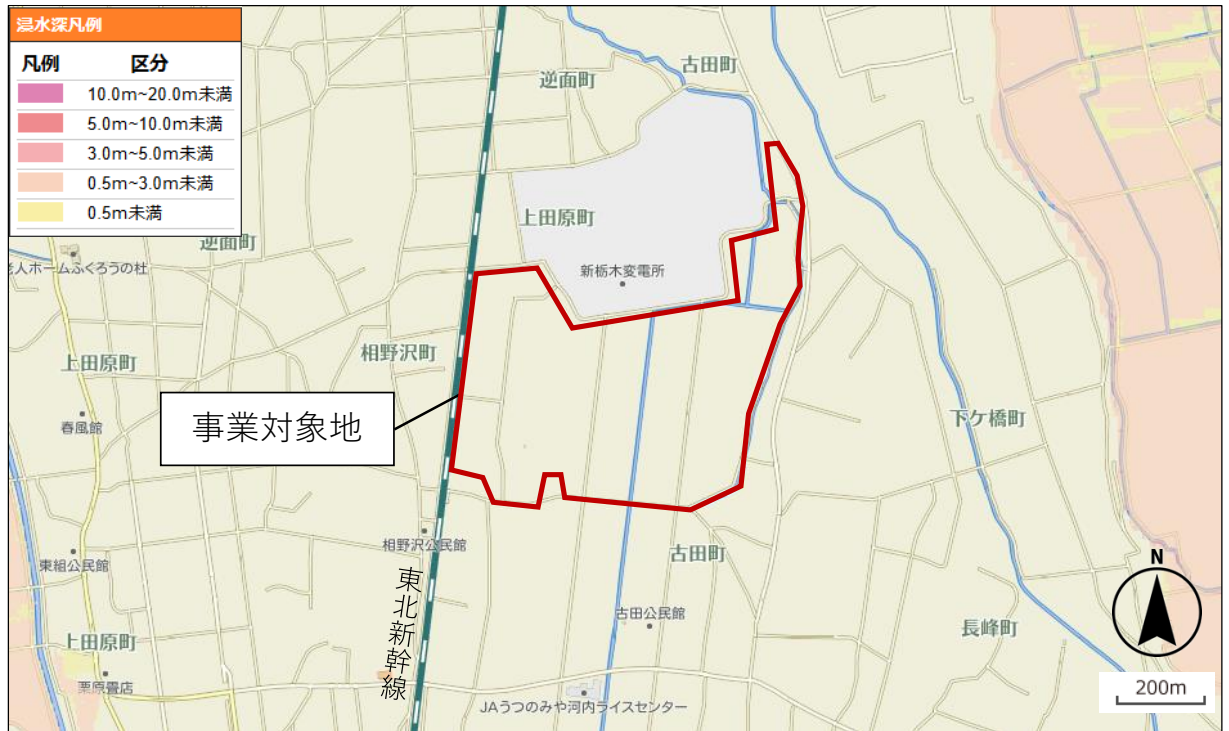 浸水深凡例
凡例 区分
10.0m~20.0m未満
5.0m~10.0m未満
3.0m~5.0m未満
0.5m~3.0m未満
0.5m未満
逆面町
古田町
上田原町
逆面町
老人ホームふくろうの杜
新栃木変電所
相野沢町
上田原町
事業対象地
春風館
下ケ橋町
相野沢公民館
東組公民館
古田町
東北新幹線
N
古田公民館
長峰町
上田原町
栗原畳店
200m
JAうつのみや河内ライスセンター